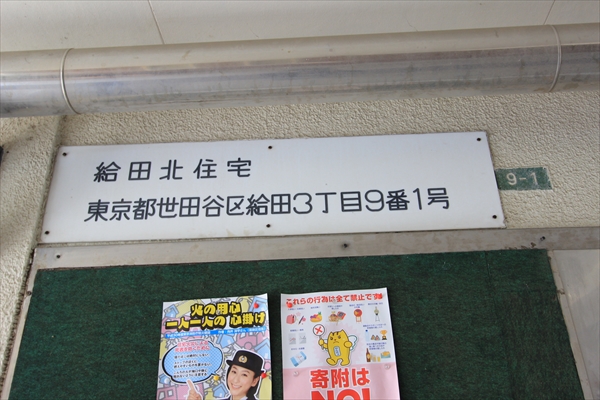 給田北住宅
東京都世田谷区給田3丁目9番1号
9-1
火の用心
一人一火の 心掛け
これらの行為は全て禁止です
寄附は
NO!